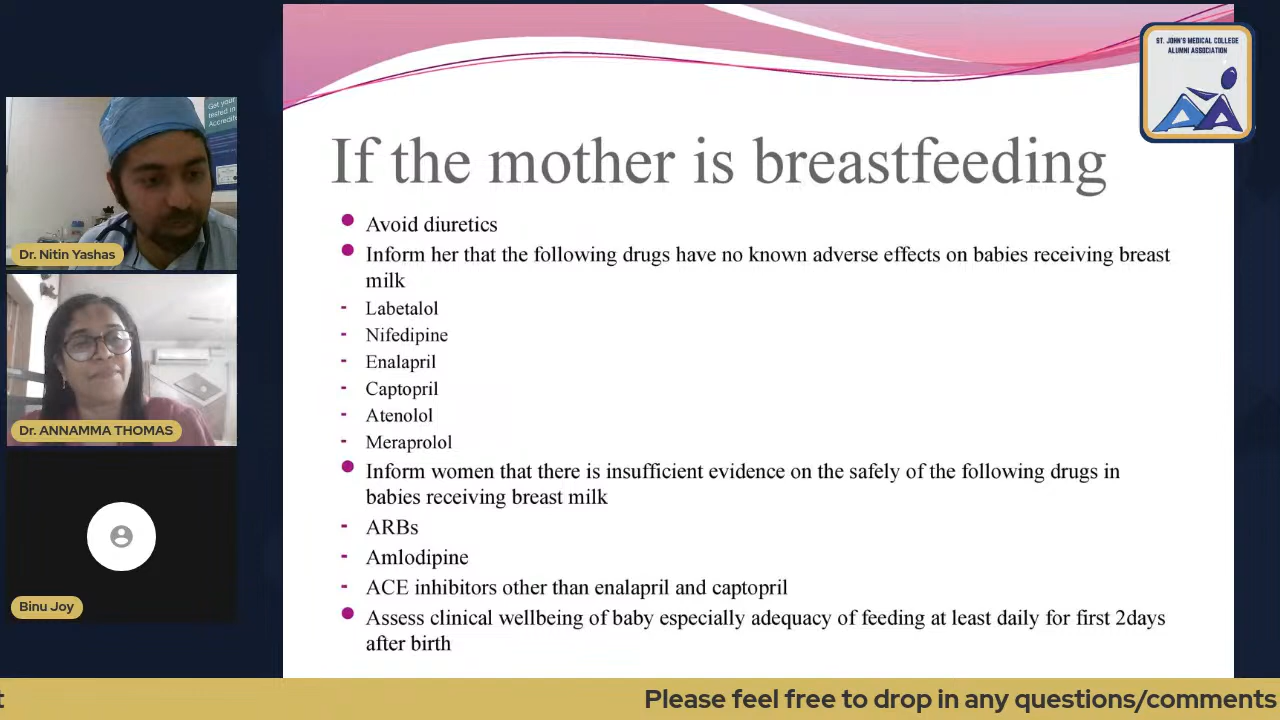 ST. JOHN'S MEDICAL COLLEGE
ALUMNI ASSOCIATION
If the mother is breastfeeding
Avoid diuretics
Inform her that the following drugs have no known adverse effects on babies receiving breast
milk
- Labetalol
- Nifedipine
- Enalapril
- Captopril
- Atenolol
- Meraprolol
Inform women that there is insufficient evidence on the safely of the following drugs in
babies receiving breast milk
- ARBs
- Amlodipine
- ACE inhibitors other than enalapril and captopril
Assess clinical wellbeing of baby especially adequacy of feeding at least daily for first 2days
after birth
Get your
tested in
Accredite
Dr. Nitin Yashas
Dr. ANNAMMA THOMAS
Binu Joy
t
Please feel free to drop in any questions/comments